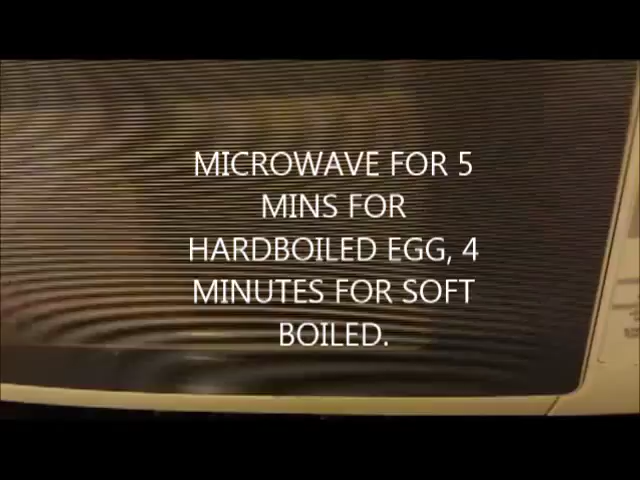 MICROWAVE FOR 5
MINS FOR
HARDBOILED EGG, 4
MINUTES FOR SOFT
BOILED.